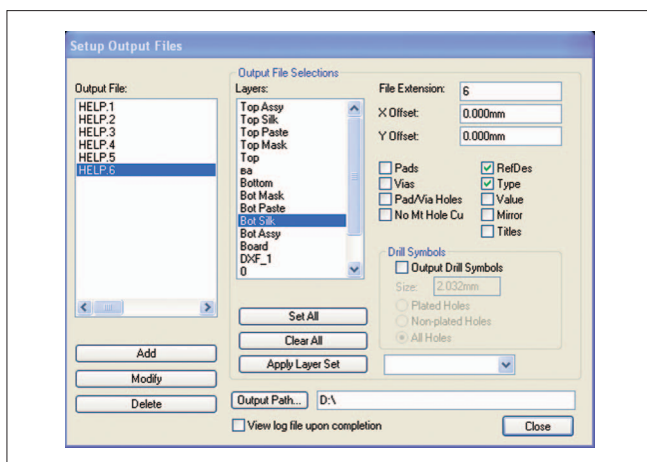 Setup Output Files
Output File:
HELP.1
HELP.2
HELP.3
HELP.4
HELP.5
HELP.6
Add
Modify
Delete
Output File Selections
Layers:
Top Assy
Top Silk
Top Paste
Top Mask
Top
ва
Bottom
Bot Mask
Bot Paste
Bot Silk
Bot Assy
Board
DXF_1
0
Set All
Clear All
Apply Layer Set
File Extension: 6
X Offset: 0.000mm
Y Offset: 0.000mm
Pads
Vias
Pad/Via Holes
No Mt Hole Cu
RefDes
Type
Value
Mirror
Titles
Drill Symbols
Output Drill Symbols
Size: 2.032mm
Plated Holes
Non-plated Holes
All Holes
Output Path... D:\
View log file upon completion
Close